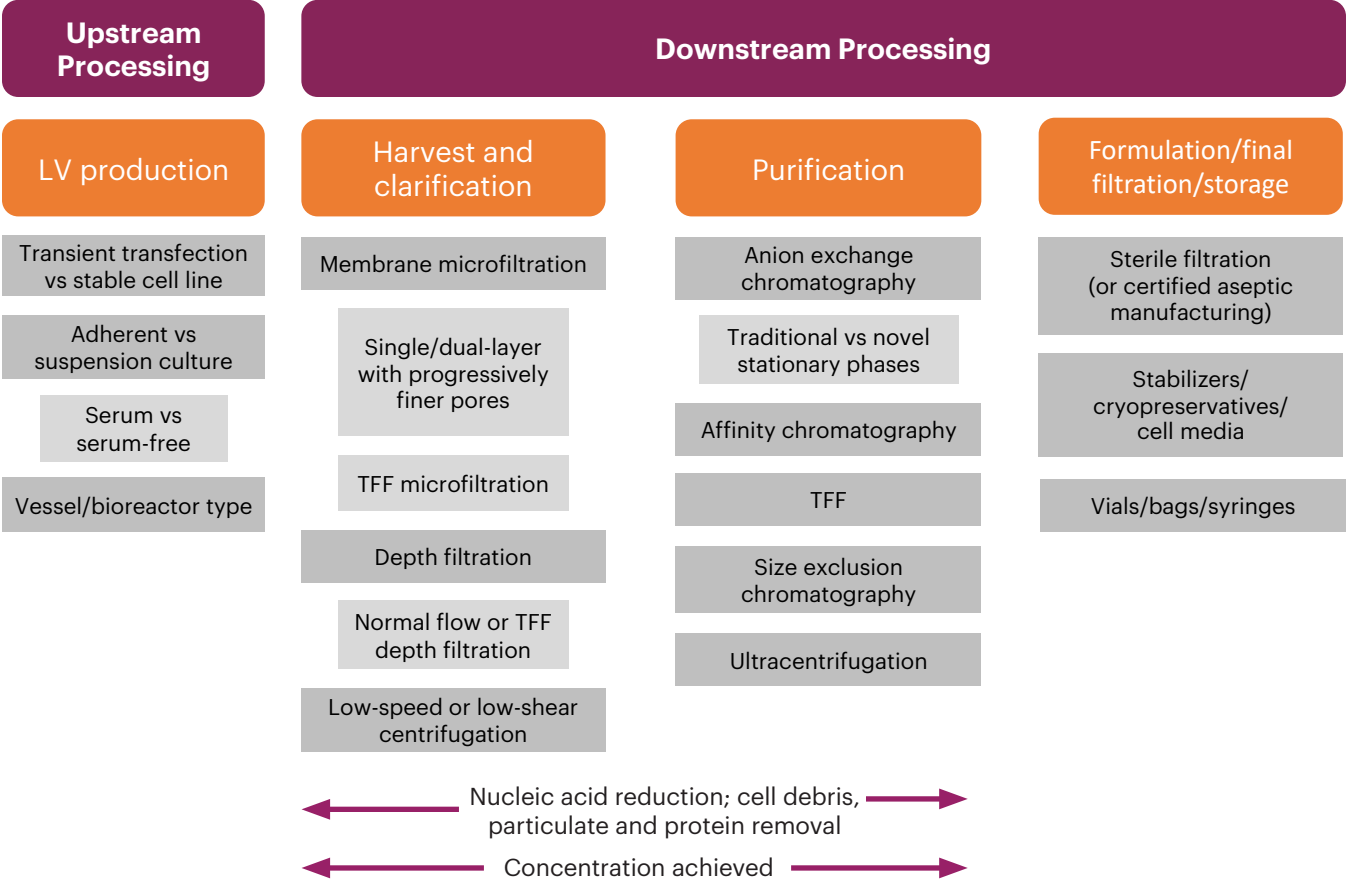 Upstream
Processing
Downstream Processing
LV production
Transient transfection
vs stable cell line
Adherent vs
suspension culture
Serum vs
serum-free
Vessel/bioreactor type
Harvest and
clarification
Membrane microfiltration
Single/dual-layer
with progressively
finer pores
TFF microfiltration
Depth filtration
Normal flow or TFF
depth filtration
Low-speed or low-shear
centrifugation
Purification
Anion exchange
chromatography
Traditional vs novel
stationary phases
Affinity chromatography
TFF
Size exclusion
chromatography
Ultracentrifugation
Formulation/final
filtration/storage
Sterile filtration
(or certified aseptic
manufacturing)
Stabilizers/
cryopreservatives/
cell media
Vials/bags/syringes
Nucleic acid reduction; cell debris,
particulate and protein removal
Concentration achieved